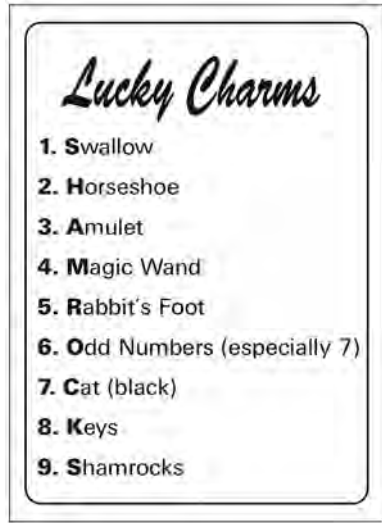 Lucky Charms
1. Swallow
2. Horseshoe
3. Amulet
4. Magic Wand
5. Rabbit's Foot
6. Odd Numbers (especially 7)
7. Cat (black)
8. Keys
9. Shamrocks